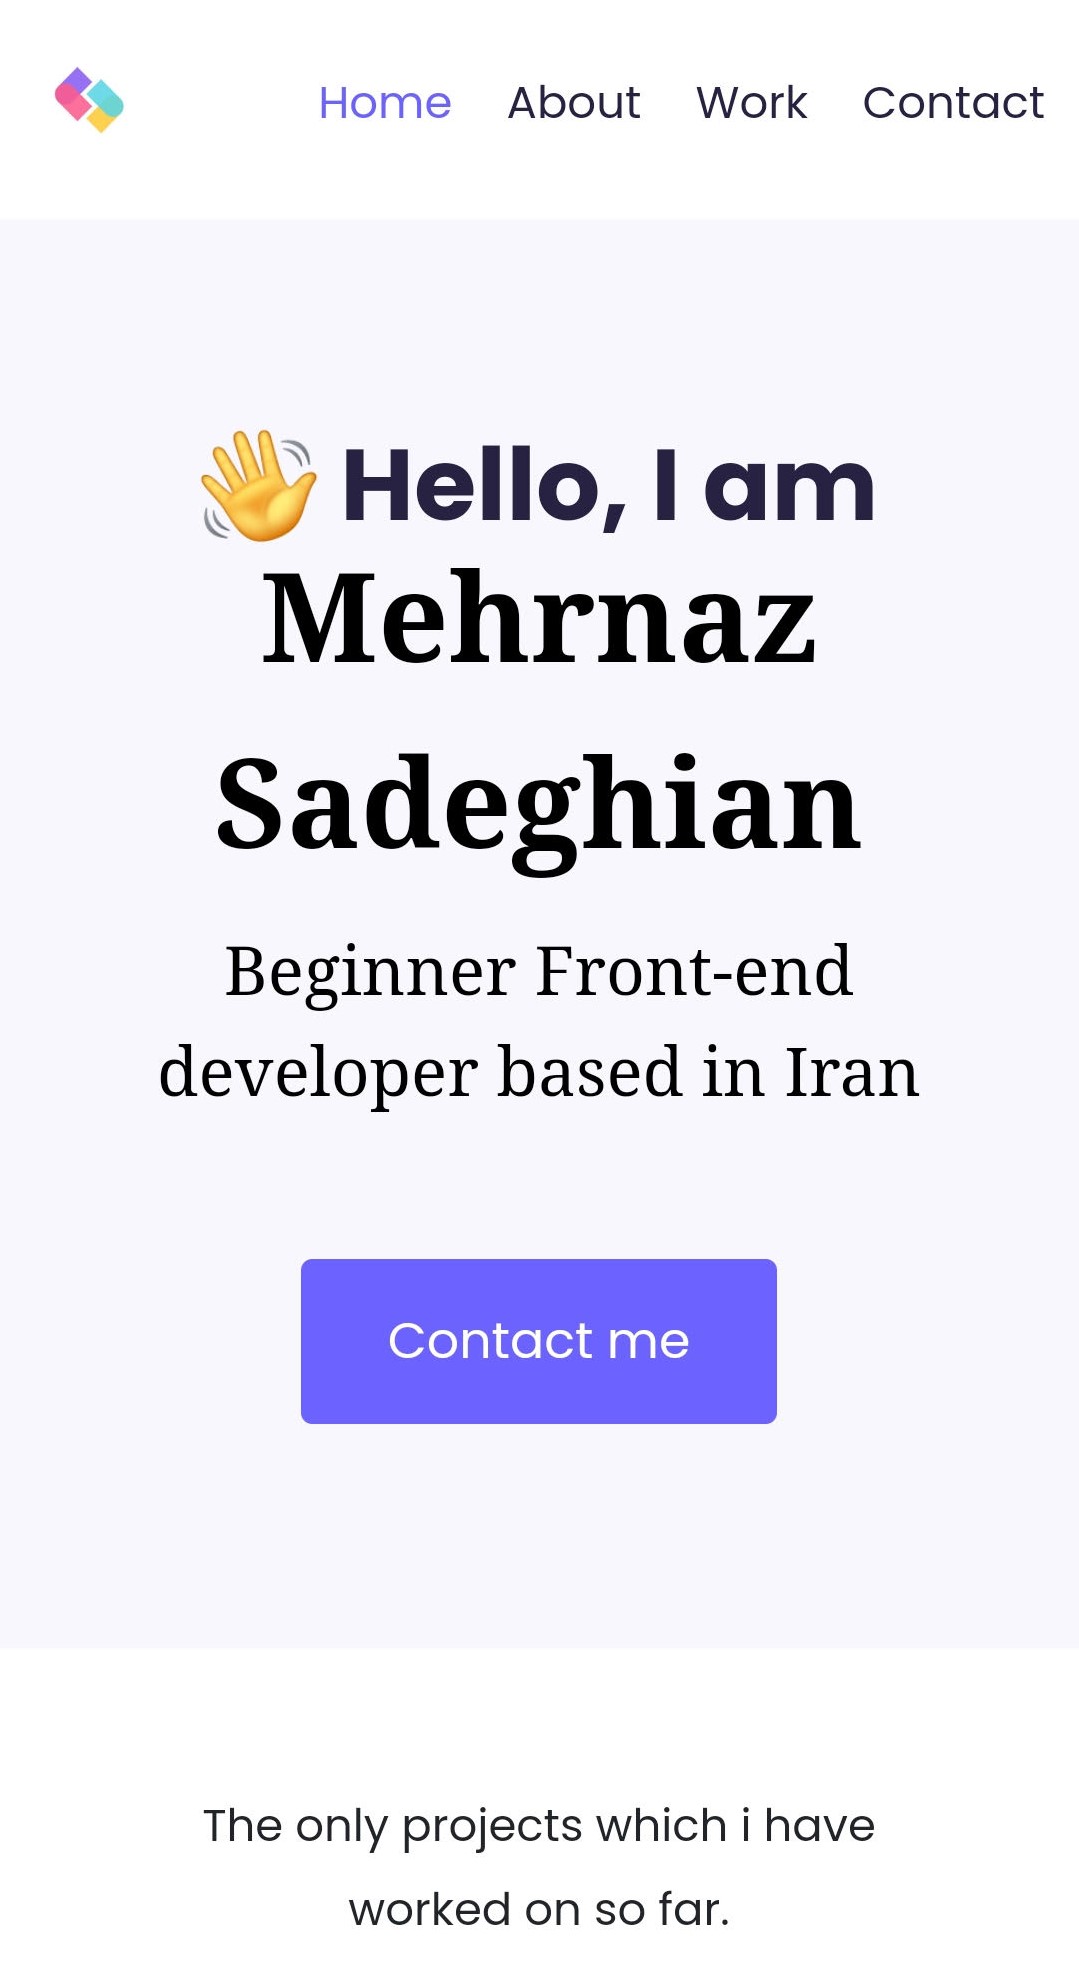 Home About Work Contact
👋 Hello, I am
Mehrnaz
Sadeghian
Beginner Front-end
developer based in Iran
Contact me
The only projects which i have
worked on so far.